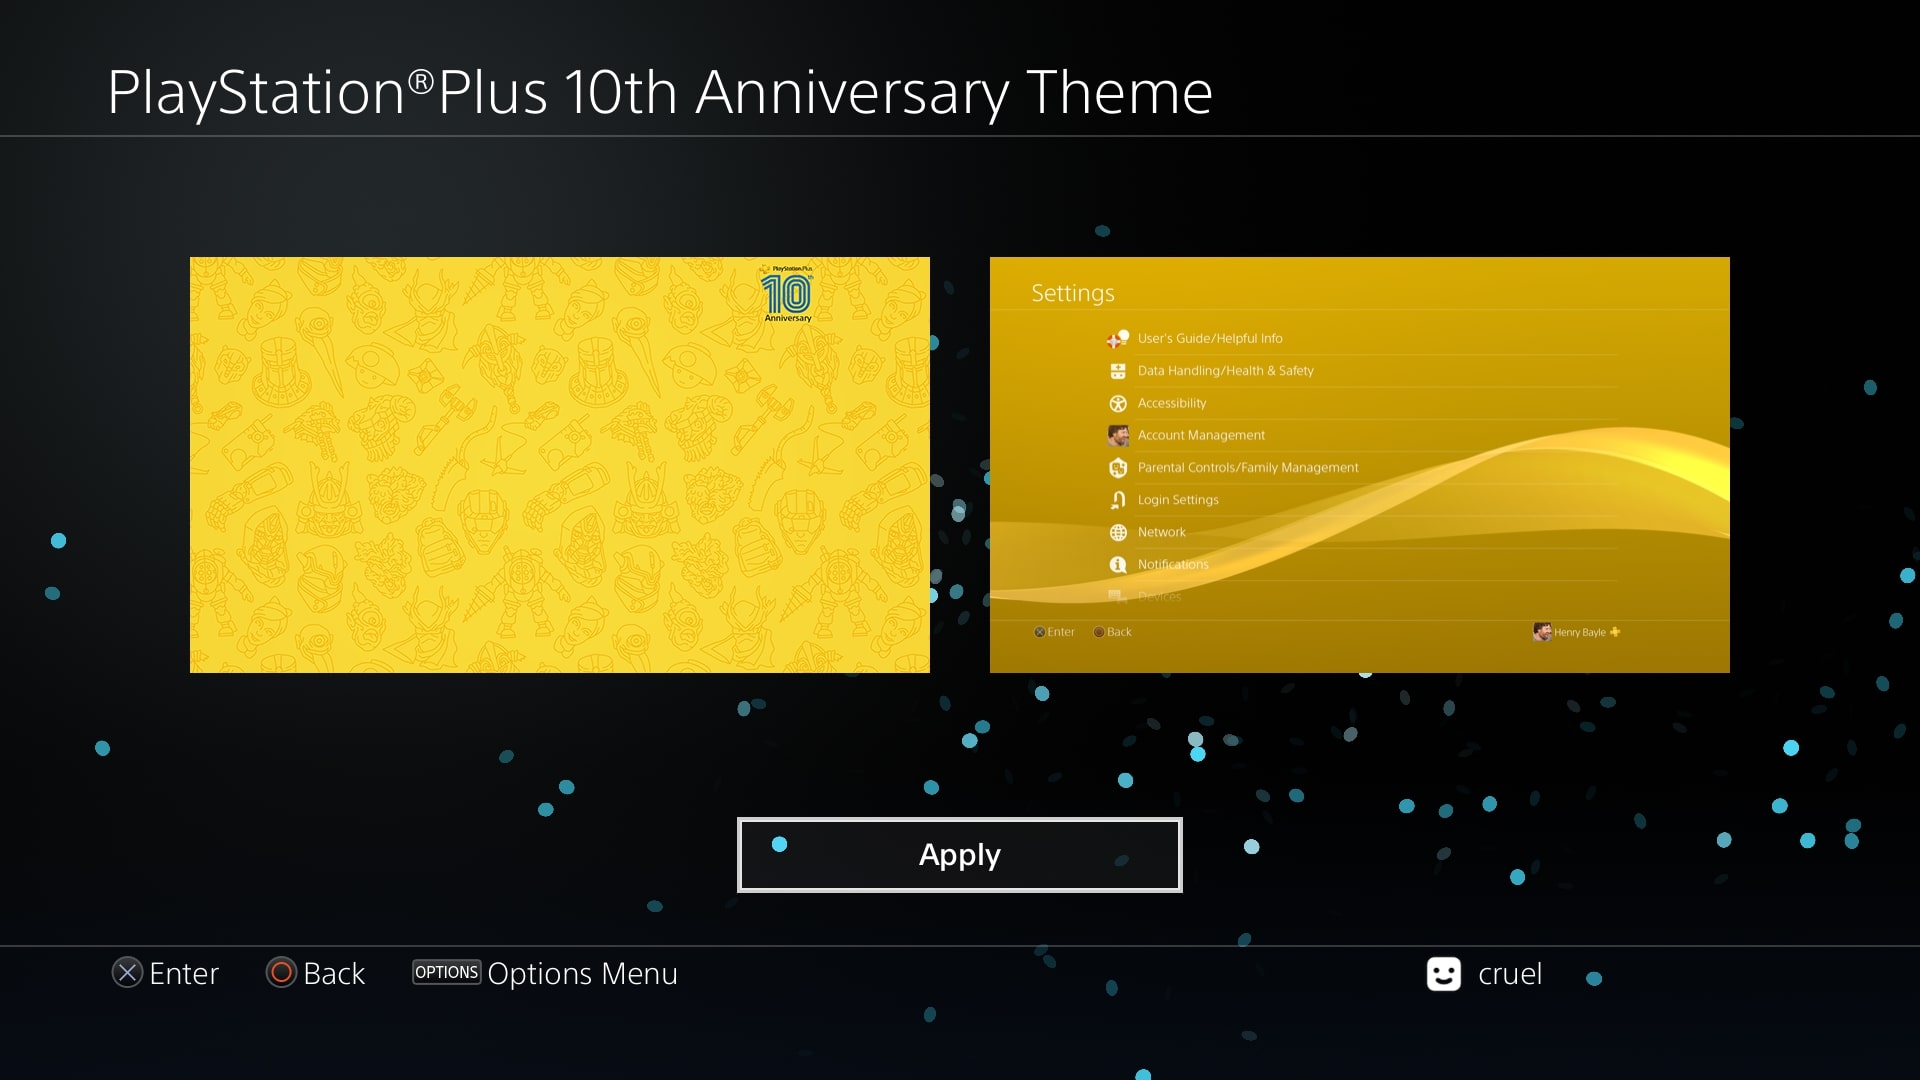 PlayStation®Plus 10th Anniversary Theme
PlayStation.Plus
10th
Anniversary
Settings
User's Guide/Helpful Info
Data Handling/Health & Safety
Accessibility
Account Management
Parental Controls/Family Management
Login Settings
Network
Notifications
Devices
Enter
Back
Henry Bayle
Apply
Enter
Back
OPTIONS Options Menu
cruel